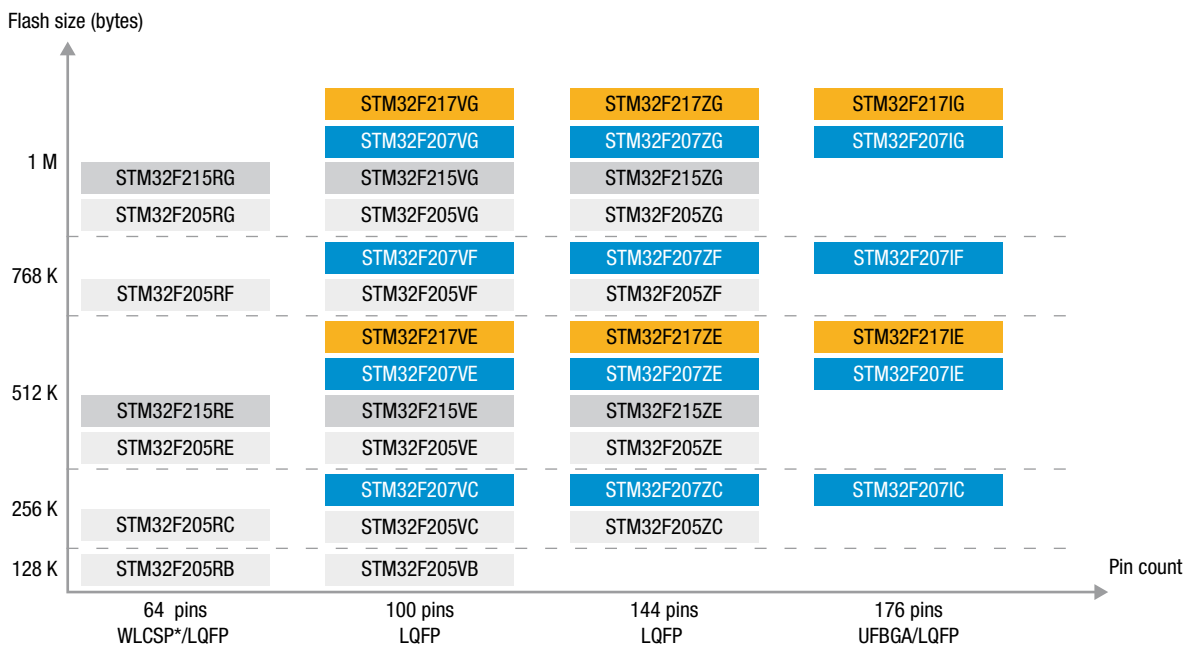 Flash size (bytes)
STM32F217VG STM32F217ZG STM32F217IG
STM32F207VG STM32F207ZG STM32F207IG
1 M
STM32F215RG STM32F215VG STM32F215ZG
STM32F205RG STM32F205VG STM32F205ZG
STM32F207VF STM32F207ZF STM32F207IF
768 K
STM32F205RF STM32F205VF STM32F205ZF
STM32F217VE STM32F217ZE STM32F217IE
STM32F207VE STM32F207ZE STM32F207IE
512 K
STM32F215RE STM32F215VE STM32F215ZE
STM32F205RE STM32F205VE STM32F205ZE
STM32F207VC STM32F207ZC STM32F207IC
256 K
STM32F205RC STM32F205VC STM32F205ZC
128 K STM32F205RB STM32F205VB Pin count
64 pins 100 pins 144 pins 176 pins
WLCSP*/LQFP LQFP LQFP UFBGA/LQFP